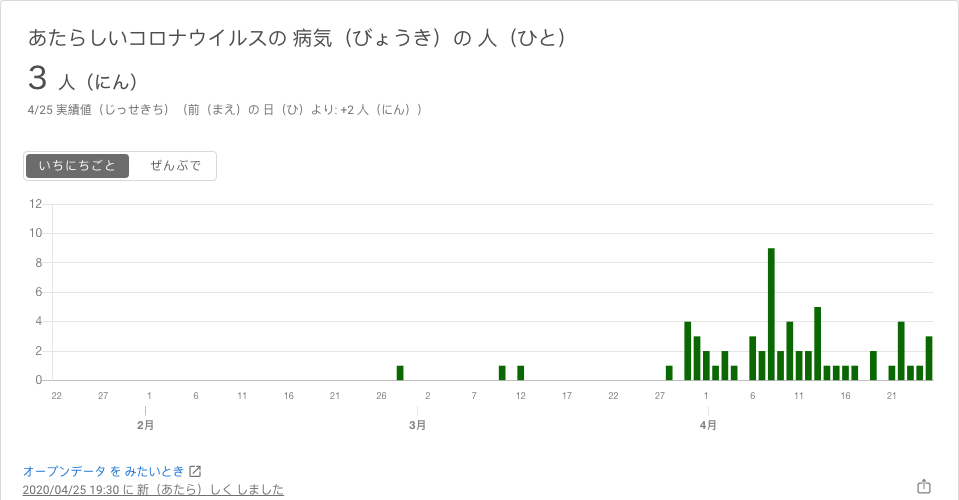 あたらしいコロナウイルスの 病気（びょうき）の 人（ひと）
3 人（にん）
4/25 実績値（じっせきち）（前（まえ）の 日（ひ）より: +2 人（にん））
いちにちごと ぜんぶで
12
10
8
6
4
2
0
22 27 1 6 11 16 21 26 2 7 12 17 22 27 1 6 11 16 21
2月 3月 4月
オープンデータ を みたいとき
2020/04/25 19:30 に 新（あたら）しく しました